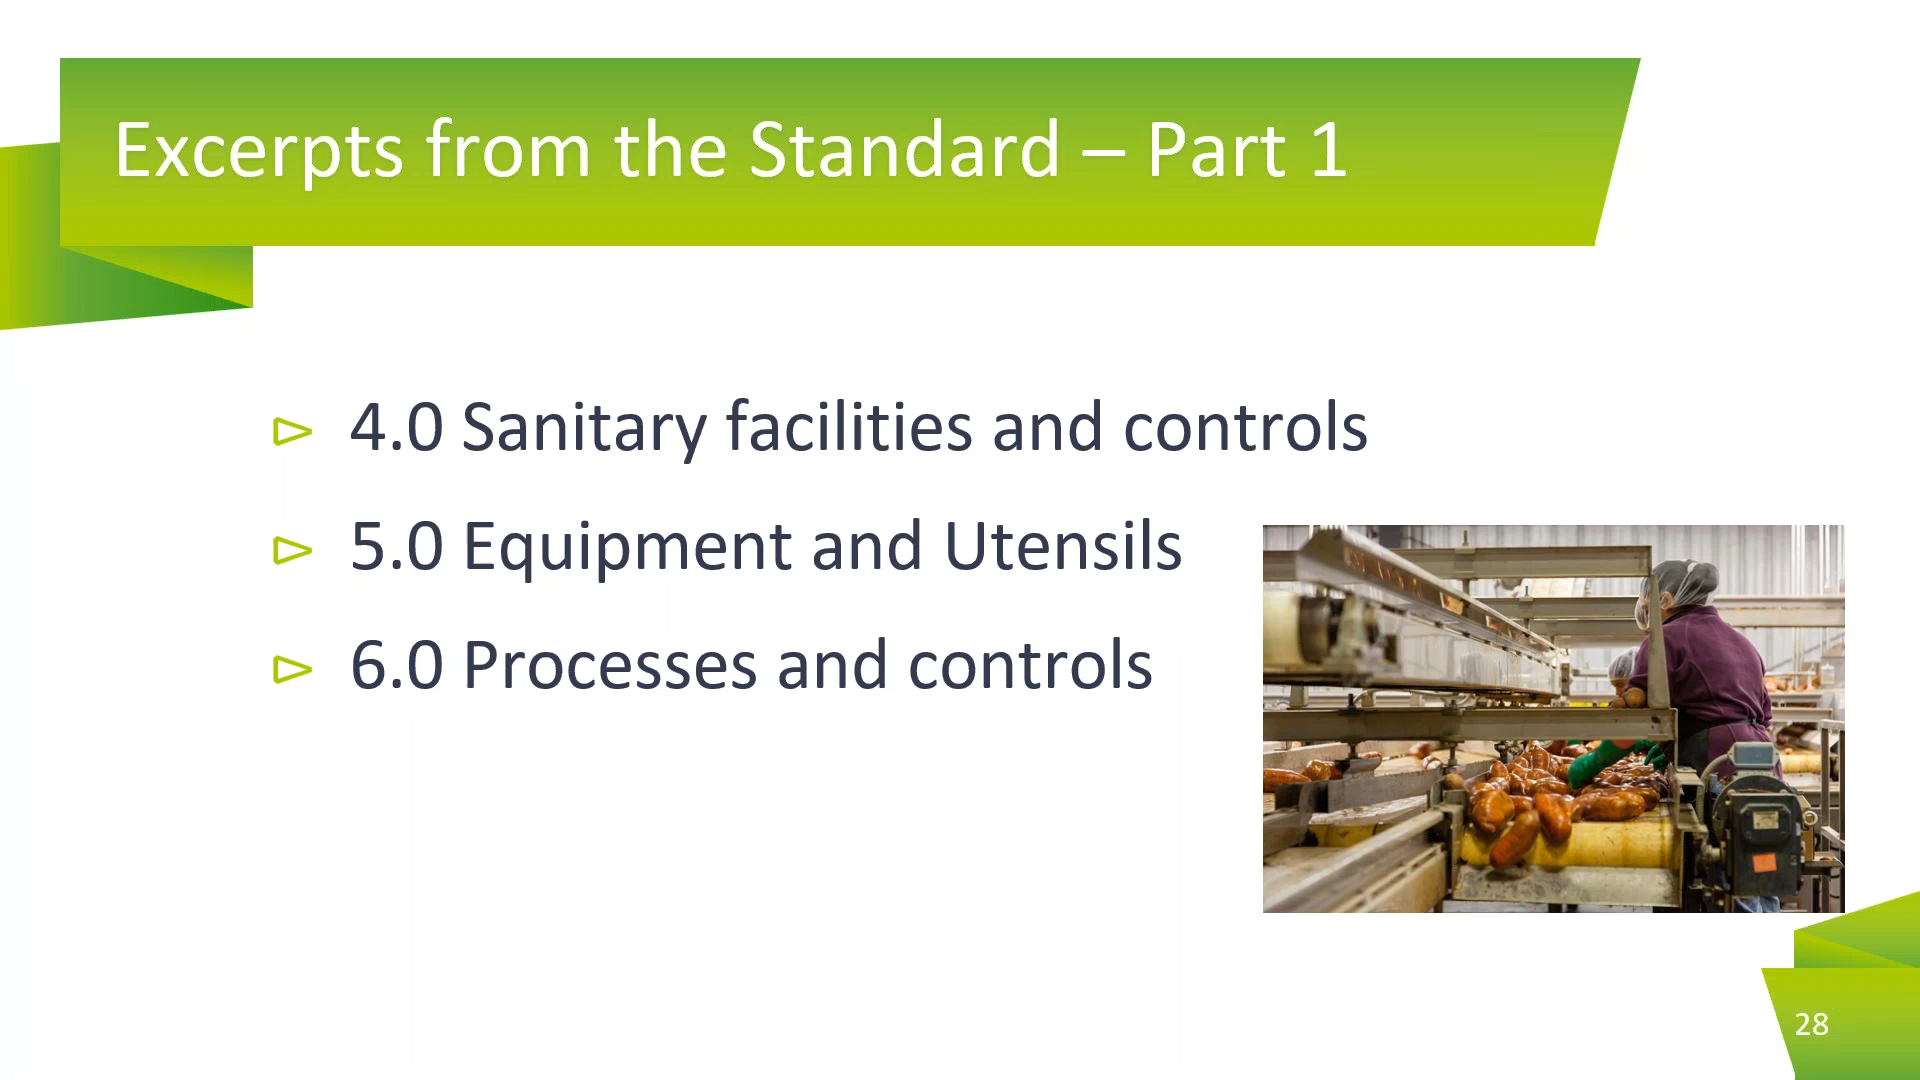 Excerpts from the Standard – Part 1
4.0 Sanitary facilities and controls
5.0 Equipment and Utensils
6.0 Processes and controls
28